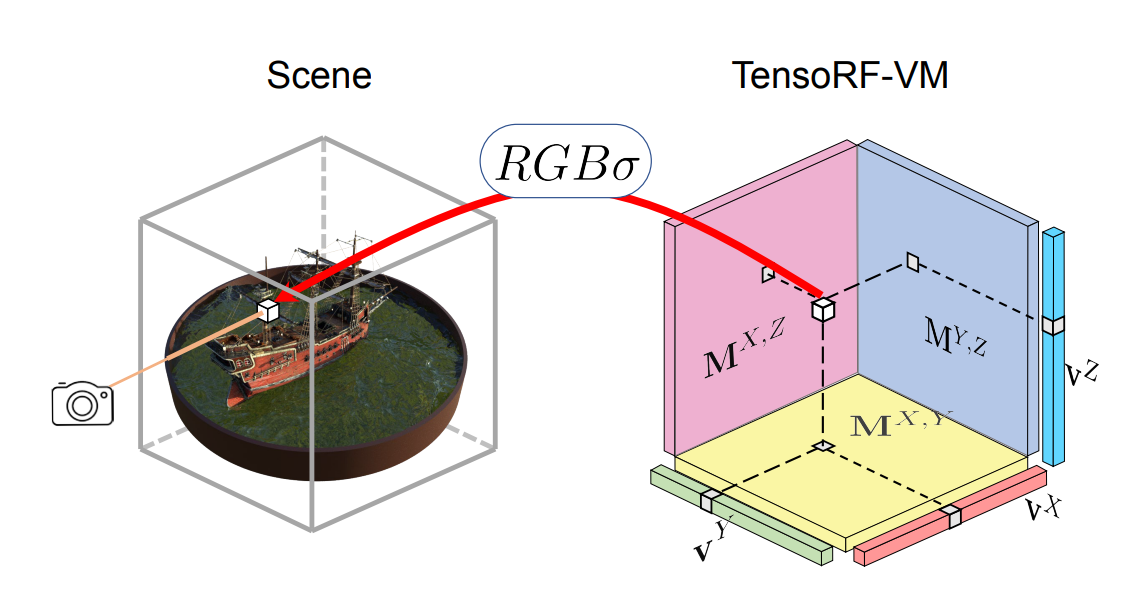 Scene
TensoRF-VM
RGBσ
M^{X,Z}
M^{Y,Z}
v^Z
M^{X,Y}
v^X
v^Y